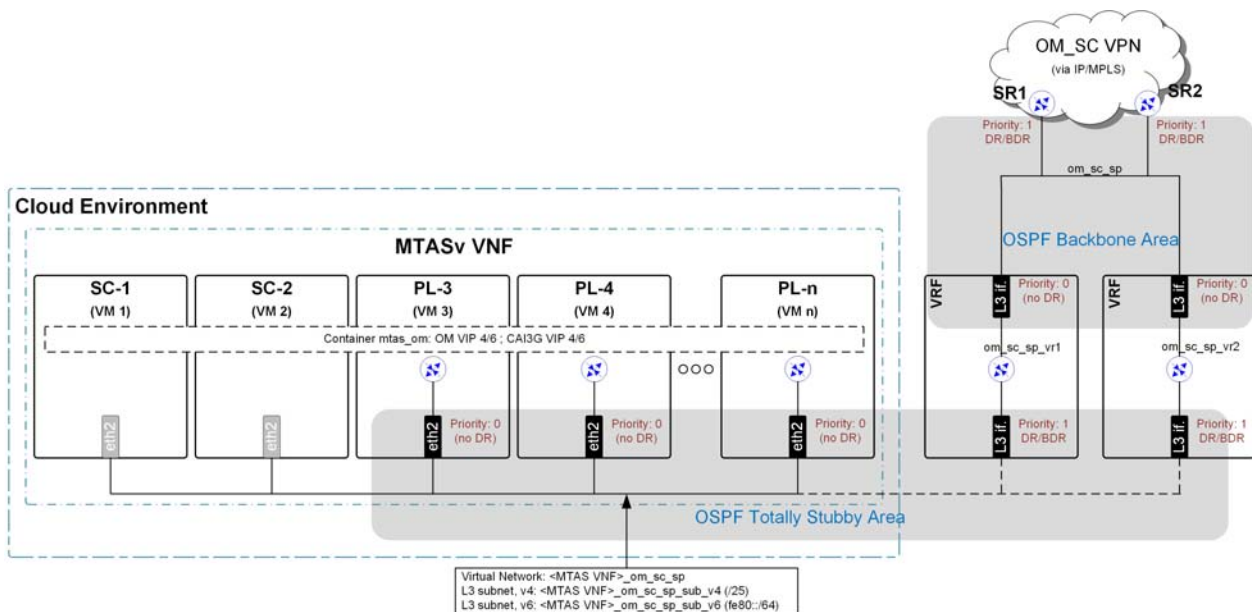 OM_SC VPN
(via IP/MPLS)
SR1
SR2
Priority: 1
DR/BDR
Priority: 1
DR/BDR
om_sc_sp
OSPF Backbone Area
Cloud Environment
MTASv VNF
SC-1
(VM 1)
SC-2
(VM 2)
PL-3
(VM 3)
PL-4
(VM 4)
PL-n
(VM n)
Container mtas_om: OM VIP 4/6 ; CAI3G VIP 4/6
eth2
eth2
eth2
Priority: 0
(no DR)
eth2
Priority: 0
(no DR)
eth2
Priority: 0
(no DR)
VRF
L3 if.
Priority: 0
(no DR)
om_sc_sp_vr1
L3 if.
Priority: 1
DR/BDR
VRF
L3 if.
Priority: 0
(no DR)
om_sc_sp_vr2
L3 if.
Priority: 1
DR/BDR
OSPF Totally Stubby Area
Virtual Network: <MTAS VNF>_om_sc_sp
L3 subnet, v4: <MTAS VNF>_om_sc_sp_sub_v4 (/25)
L3 subnet, v6: <MTAS VNF>_om_sc_sp_sub_v6 (fe80::/64)